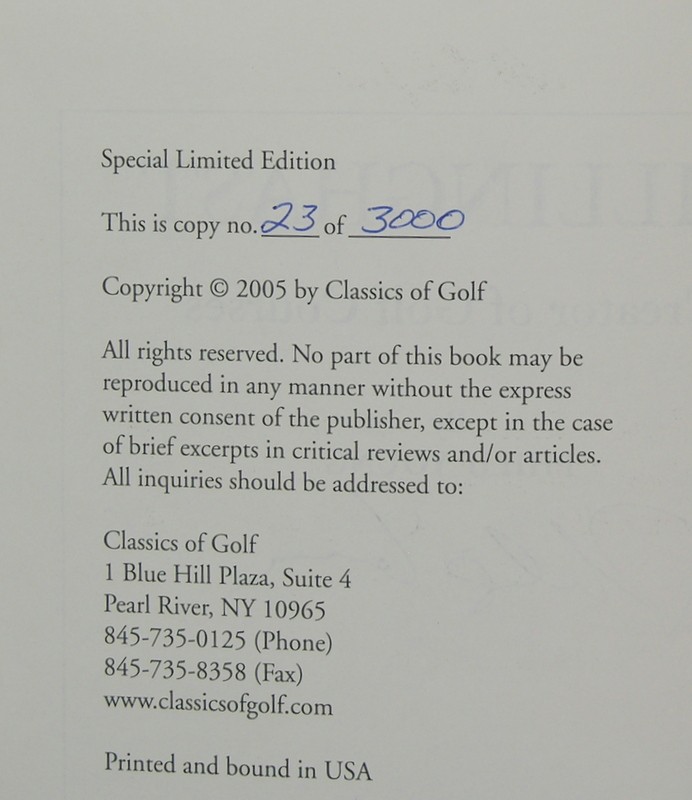 Special Limited Edition
This is copy no. 23 of 3000
Copyright © 2005 by Classics of Golf
All rights reserved. No part of this book may be
reproduced in any manner without the express
written consent of the publisher, except in the case
of brief excerpts in critical reviews and/or articles.
All inquiries should be addressed to:
Classics of Golf
1 Blue Hill Plaza, Suite 4
Pearl River, NY 10965
845-735-0125 (Phone)
845-735-8358 (Fax)
www.classicsofgolf.com
Printed and bound in USA